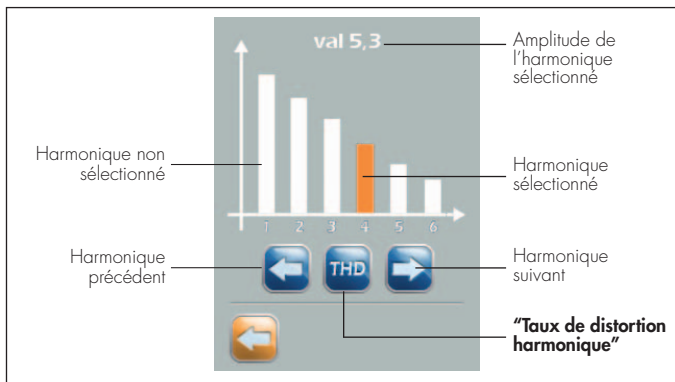 val 5,3
Amplitude de
l'harmonique
sélectionné
Harmonique non
sélectionné
Harmonique
sélectionné
1 2 3 4 5 6
Harmonique
précédent
THD
Harmonique
suivant
“Taux de distortion
harmonique”